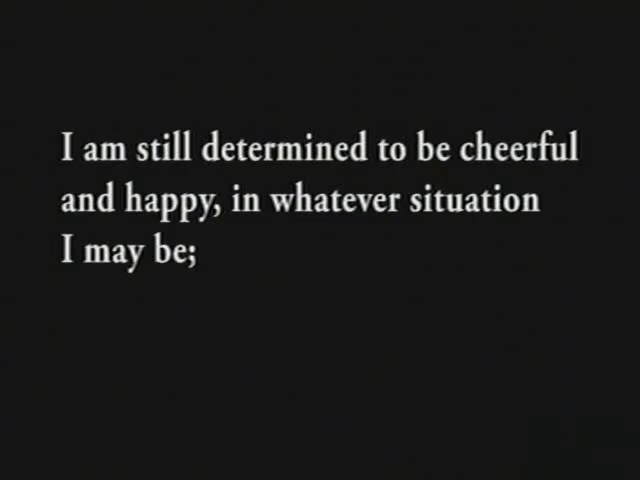 I am still determined to be cheerful
and happy, in whatever situation
I may be;